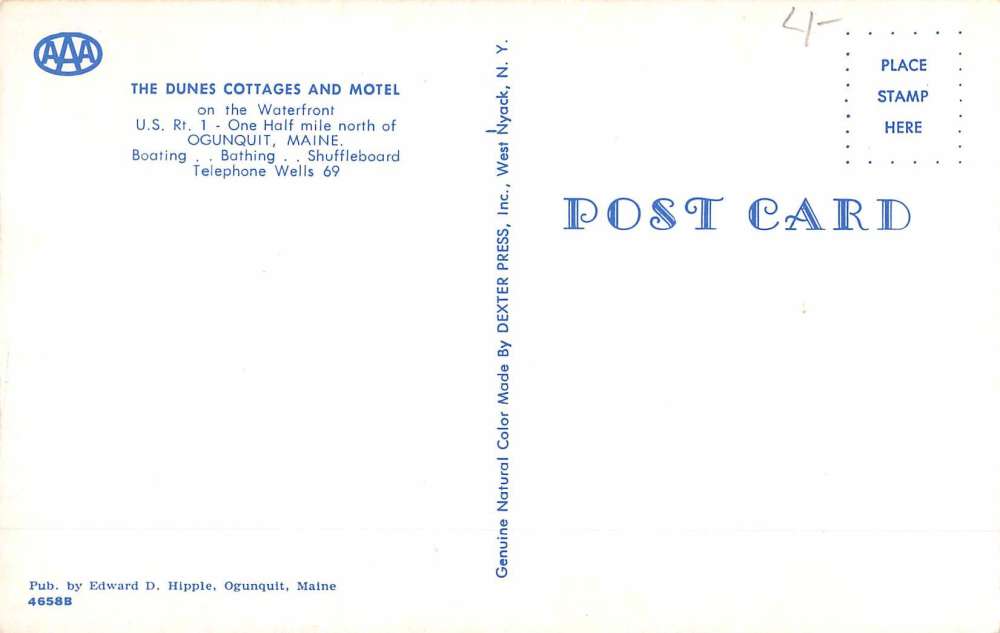 AAA
THE DUNES COTTAGES AND MOTEL
on the Waterfront
U.S. Rt. 1 - One Half mile north of
OGUNQUIT, MAINE.
Boating . . Bathing . . Shuffleboard
Telephone Wells 69
Pub. by Edward D. Hipple, Ogunquit, Maine
4658B
Genuine Natural Color Made By DEXTER PRESS, Inc., West Nyack, N. Y.
4/-
PLACE
STAMP
HERE
POST CARD